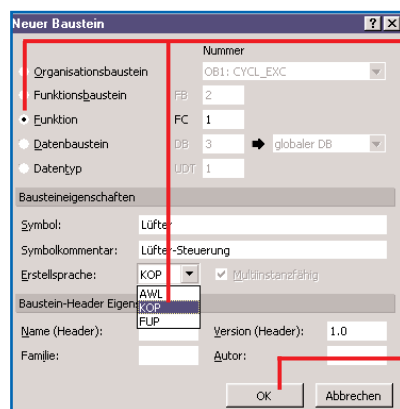 Neuer Baustein
Nummer
Organisationsbaustein OB1: CYCL_EXC
Funktionsbaustein FB 2
Funktion FC 1
Datenbaustein DB 3 globaler DB
Datentyp UDT 1
Bausteineigenschaften
Symbol: Lüfter
Symbolkommentar: Lüfter-Steuerung
Erstellsprache: KOP Multiinstanzfähig
AWL
KOP
FUP
Baustein-Header Eigen
Name (Header): Version (Header): 1.0
Familie: Autor:
OK Abbrechen